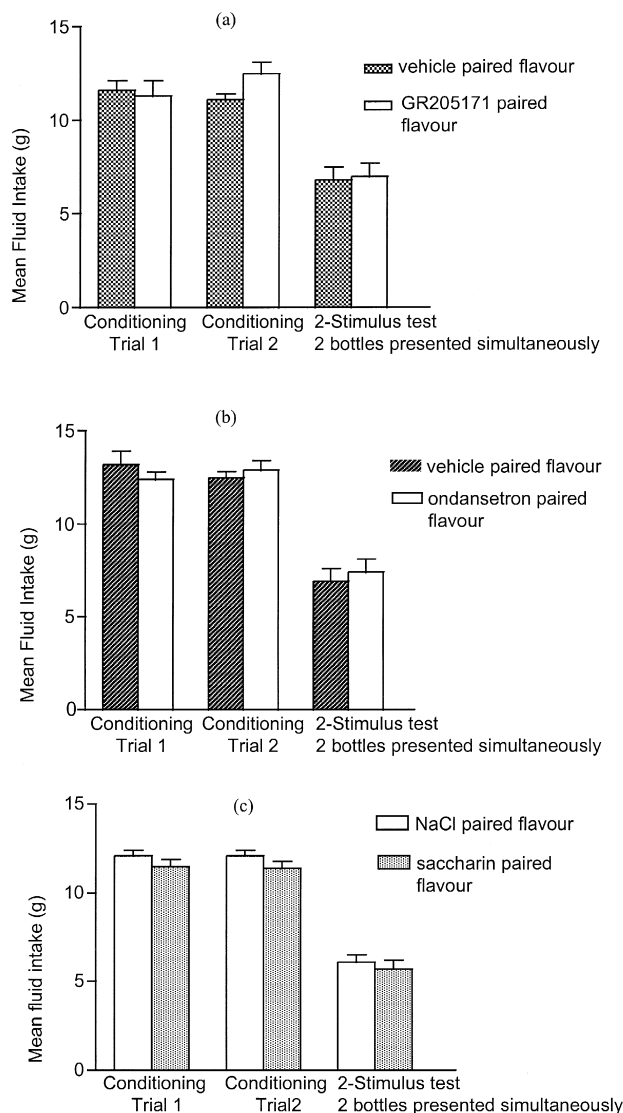 (a)
15
10
5
0
Mean Fluid Intake (g)
vehicle paired flavour
GR205171 paired
flavour
Conditioning Conditioning 2-Stimulus test
Trial 1 Trial 2 2 bottles presented simultaneously
(b)
15
10
5
0
Mean Fluid Intake (g)
vehicle paired flavour
ondansetron paired
flavour
Conditioning Conditioning 2-Stimulus test
Trial 1 Trial 2 2 bottles presented simultaneously
(c)
15
10
5
0
Mean fluid intake (g)
NaCl paired flavour
saccharin paired
flavour
Conditioning Conditioning 2-Stimulus test
Trial 1 Trial2 2 bottles presented simultaneously